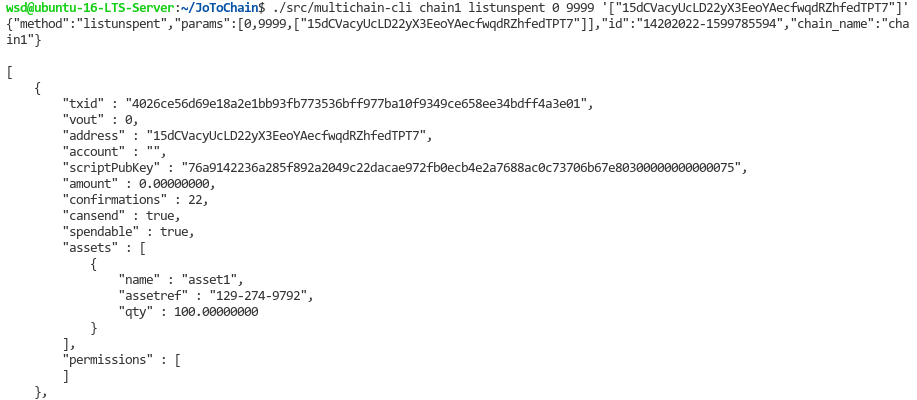 wsd@ubuntu-16-LTS-Server:~/JoToChain$ ./src/multichain-cli chain1 listunspent 0 9999 '["15dCVacyUcLD22yX3EeoYAecfwqdRZhfedTPT7"]'
{"method":"listunspent","params":[0,9999,["15dCVacyUcLD22yX3EeoYAecfwqdRZhfedTPT7"]],"id":"14202022-1599785594","chain_name":"cha
in1"}
[
{
"txid" : "4026ce56d69e18a2e1bb93fb773536bff977ba10f9349ce658ee34bdff4a3e01",
"vout" : 0,
"address" : "15dCVacyUcLD22yX3EeoYAecfwqdRZhfedTPT7",
"account" : "",
"scriptPubKey" : "76a9142236a285f892a2049c22dacae972fb0ecb4e2a7688ac0c73706b67e80300000000000075",
"amount" : 0.00000000,
"confirmations" : 22,
"cansend" : true,
"spendable" : true,
"assets" : [
{
"name" : "asset1",
"assetref" : "129-274-9792",
"qty" : 100.00000000
}
],
"permissions" : [
]
},